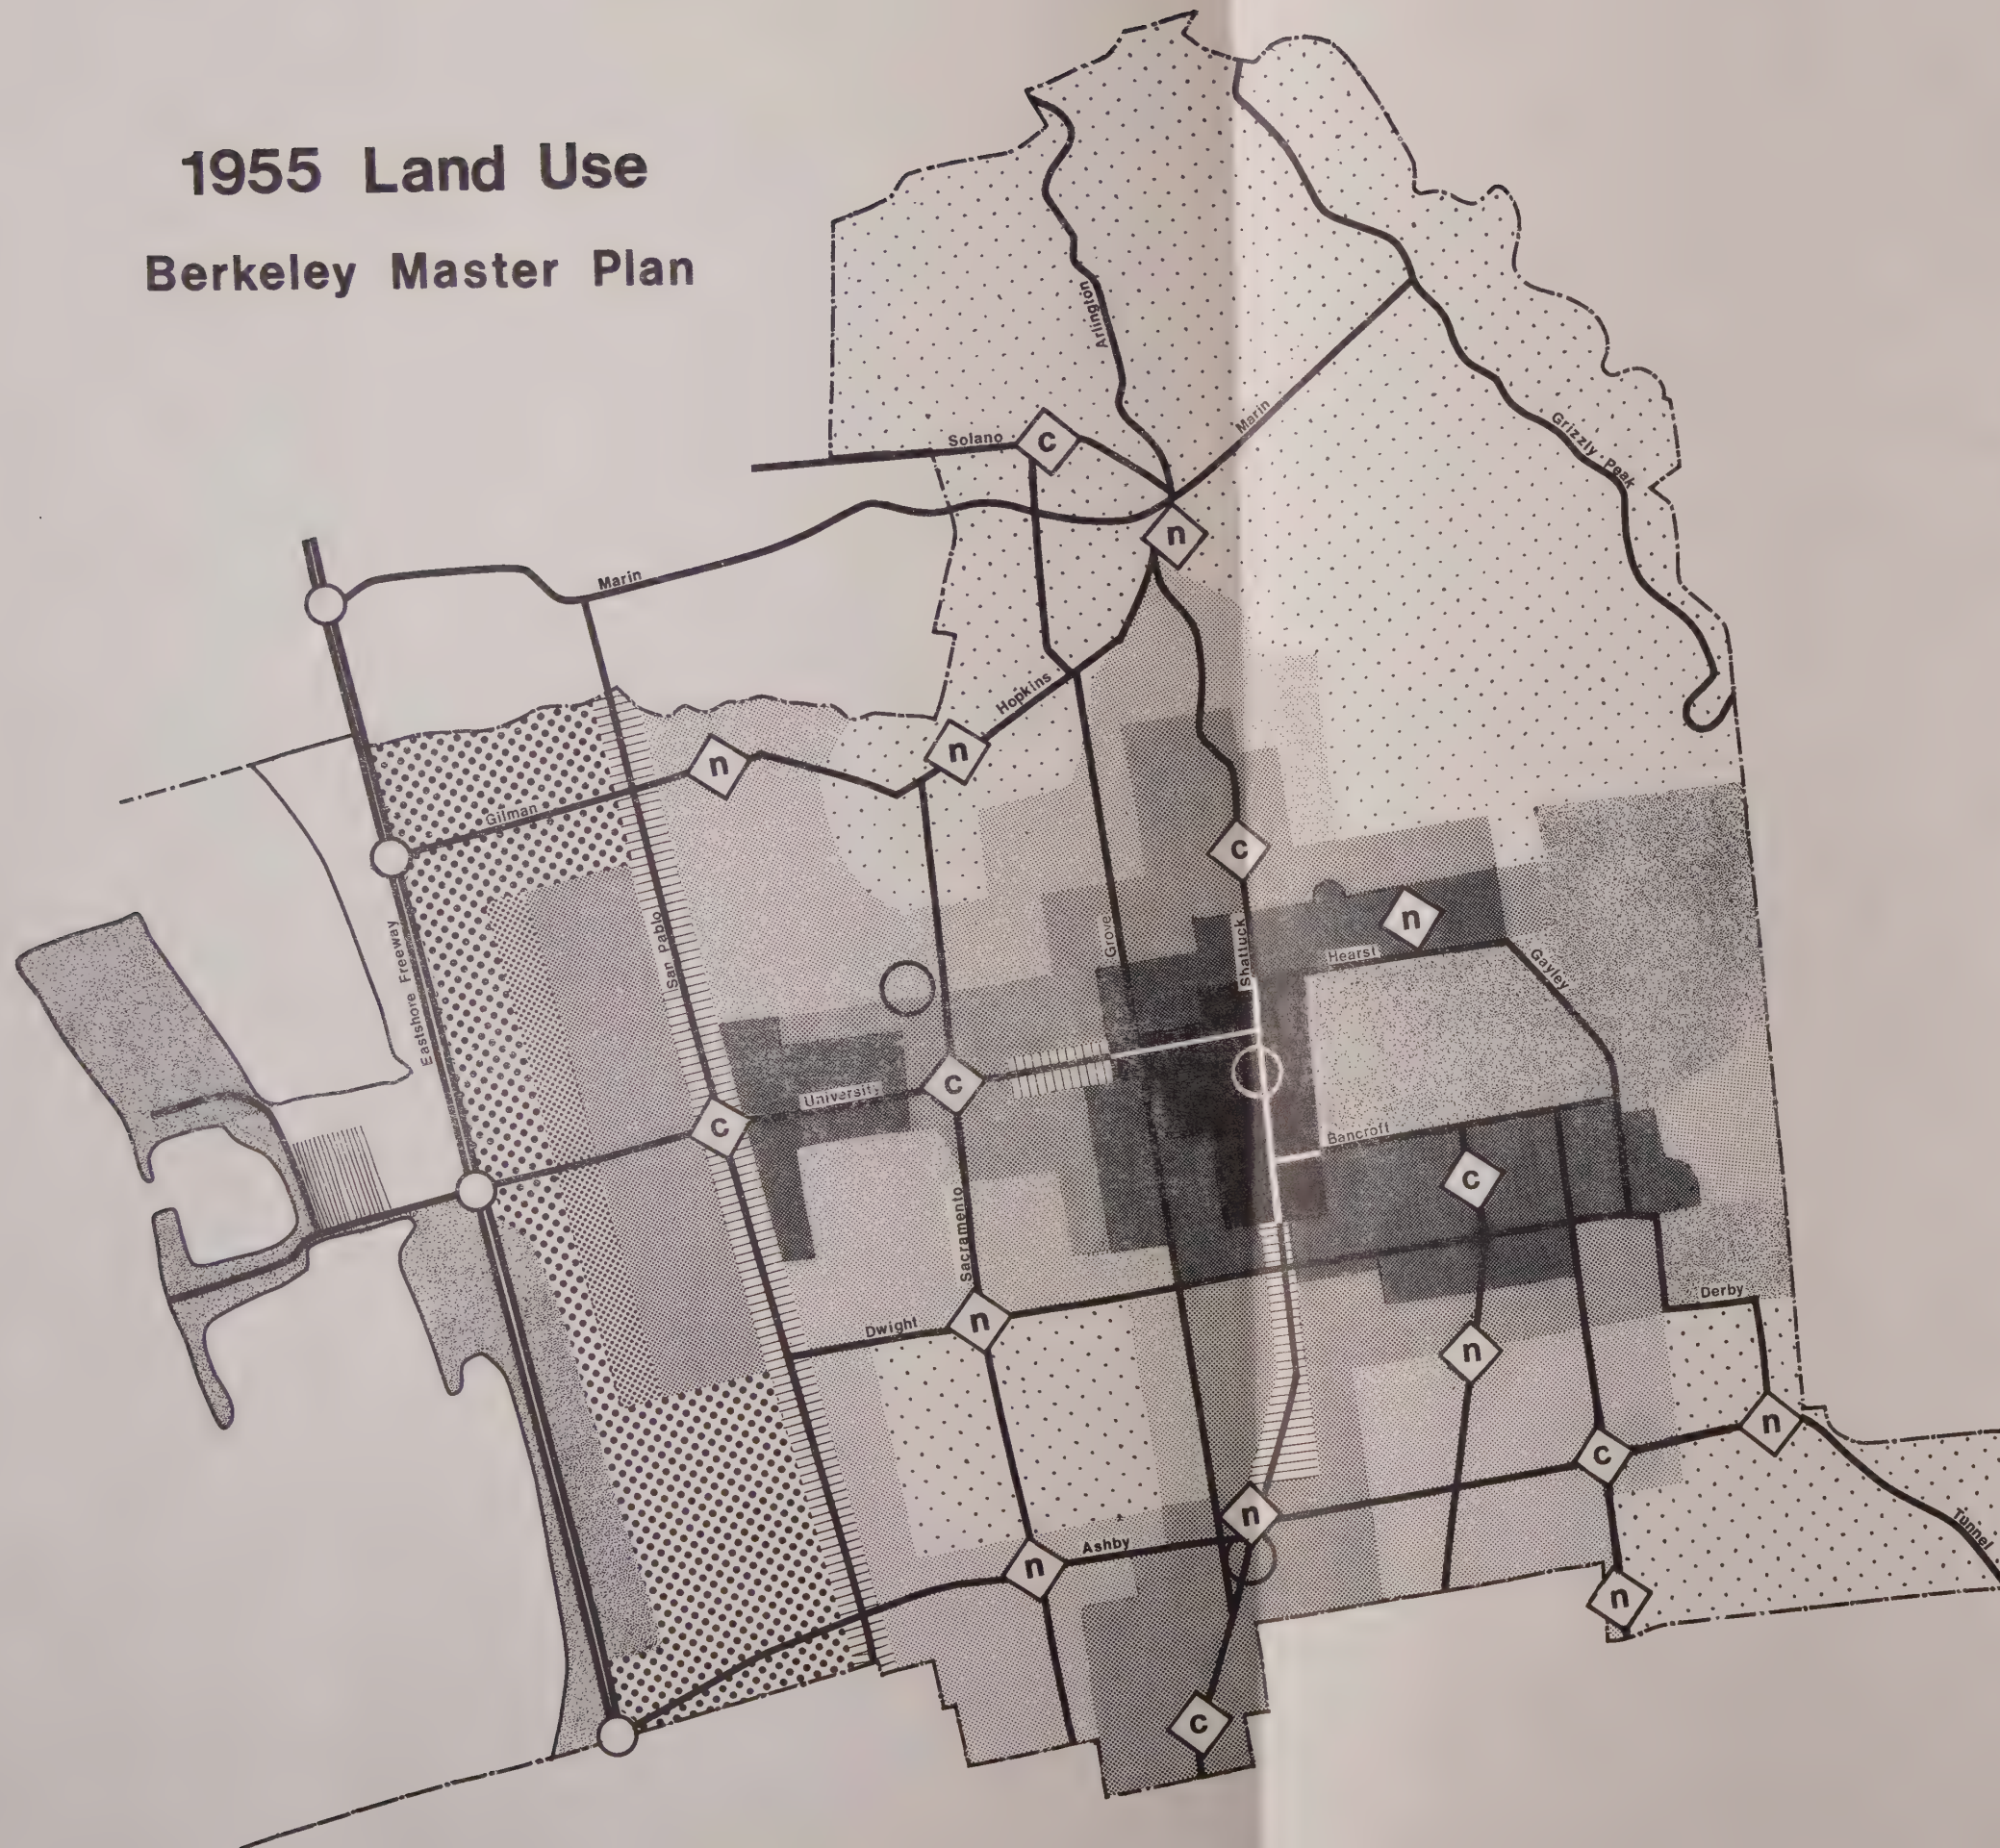 1955 Land Use
Berkeley Master Plan
Arlington
Marin
Solano
C
Grizzly Peak
n
Marin
Hopkins
n
n
Gilman
C
n
San Pablo
Grove
Shattuck
Hearst
Gayley
Eastshore Freeway
University
C
C
Bancroft
C
Sacramento
Derby
Dwight
n
n
n
C
n
Ashby
n
Tunnel
n
C